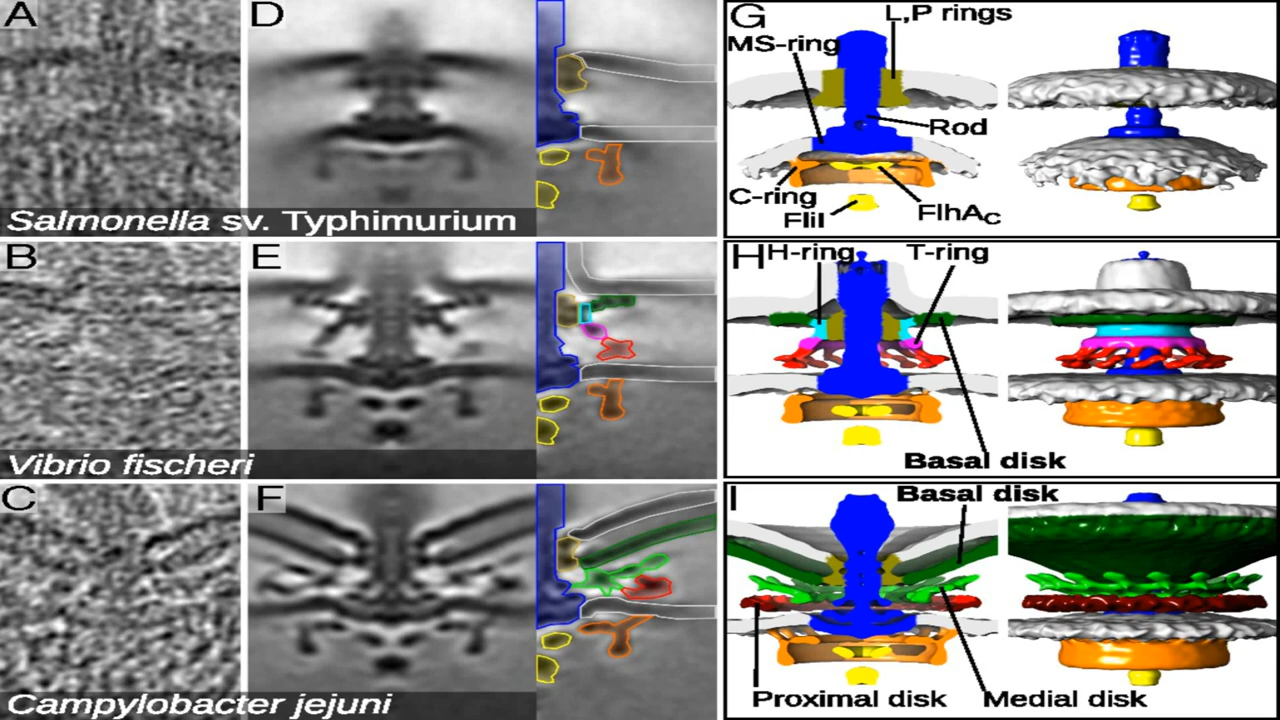 A
D
G
L,P rings
MS-ring
Rod
C-ring
FliI
FlhAC
Salmonella sv. Typhimurium
B
E
H
H-ring
T-ring
Basal disk
Vibrio fischeri
C
F
I
Basal disk
Proximal disk
Medial disk
Campylobacter jejuni